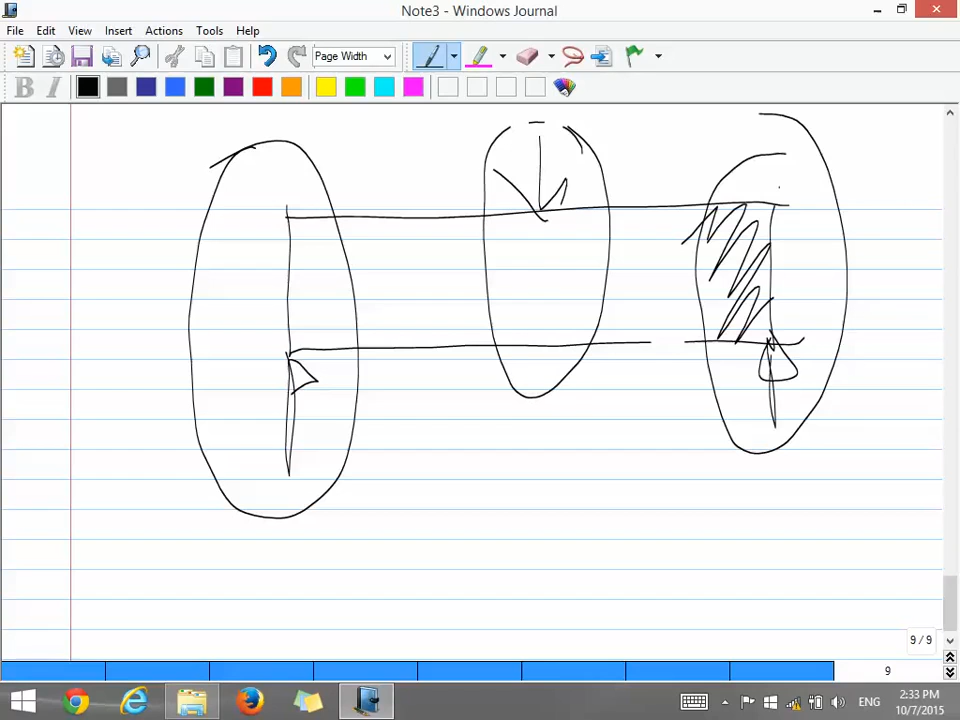 Note3 - Windows Journal
File Edit View Insert Actions Tools Help
Page Width
B I
9 / 9
9
ENG
2:33 PM
10/7/2015